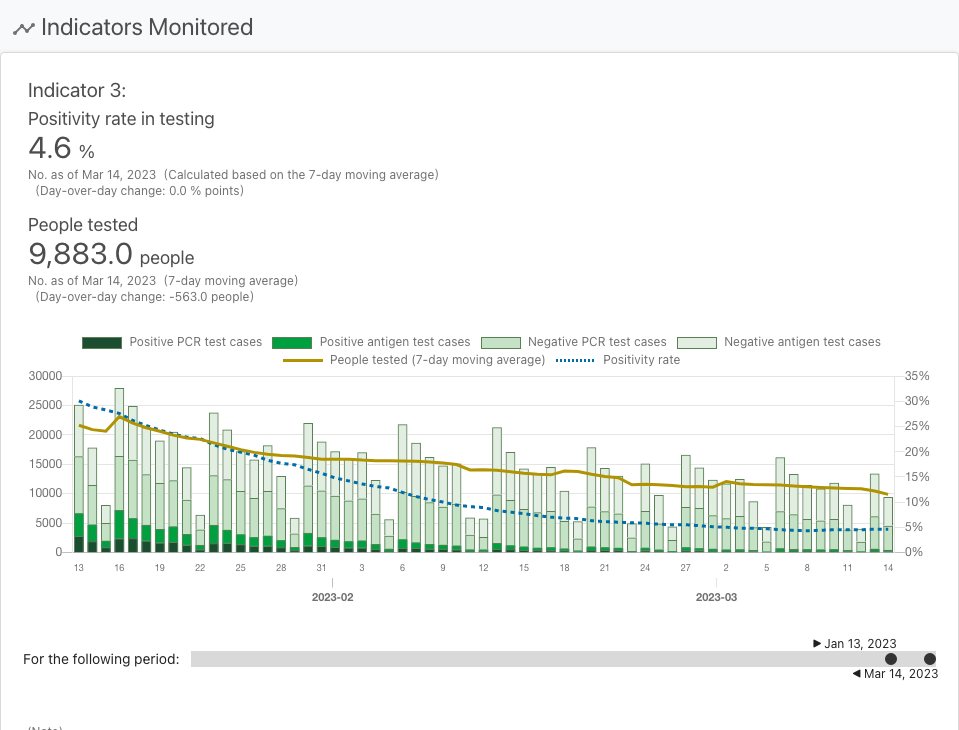 Indicators Monitored
Indicator 3:
Positivity rate in testing
4.6 %
No. as of Mar 14, 2023 (Calculated based on the 7-day moving average)
(Day-over-day change: 0.0 % points)
People tested
9,883.0 people
No. as of Mar 14, 2023 (7-day moving average)
(Day-over-day change: -563.0 people)
Positive PCR test cases Positive antigen test cases Negative PCR test cases Negative antigen test cases
People tested (7-day moving average) Positivity rate
30000 35%
25000 30%
20000 25%
15000 20%
10000 15%
5000 10%
0 5%
0%
13 16 19 22 25 28 31 3 6 9 12 15 18 21 24 27 2 5 8 11 14
2023-02 2023-03
Jan 13, 2023
For the following period:
Mar 14, 2023